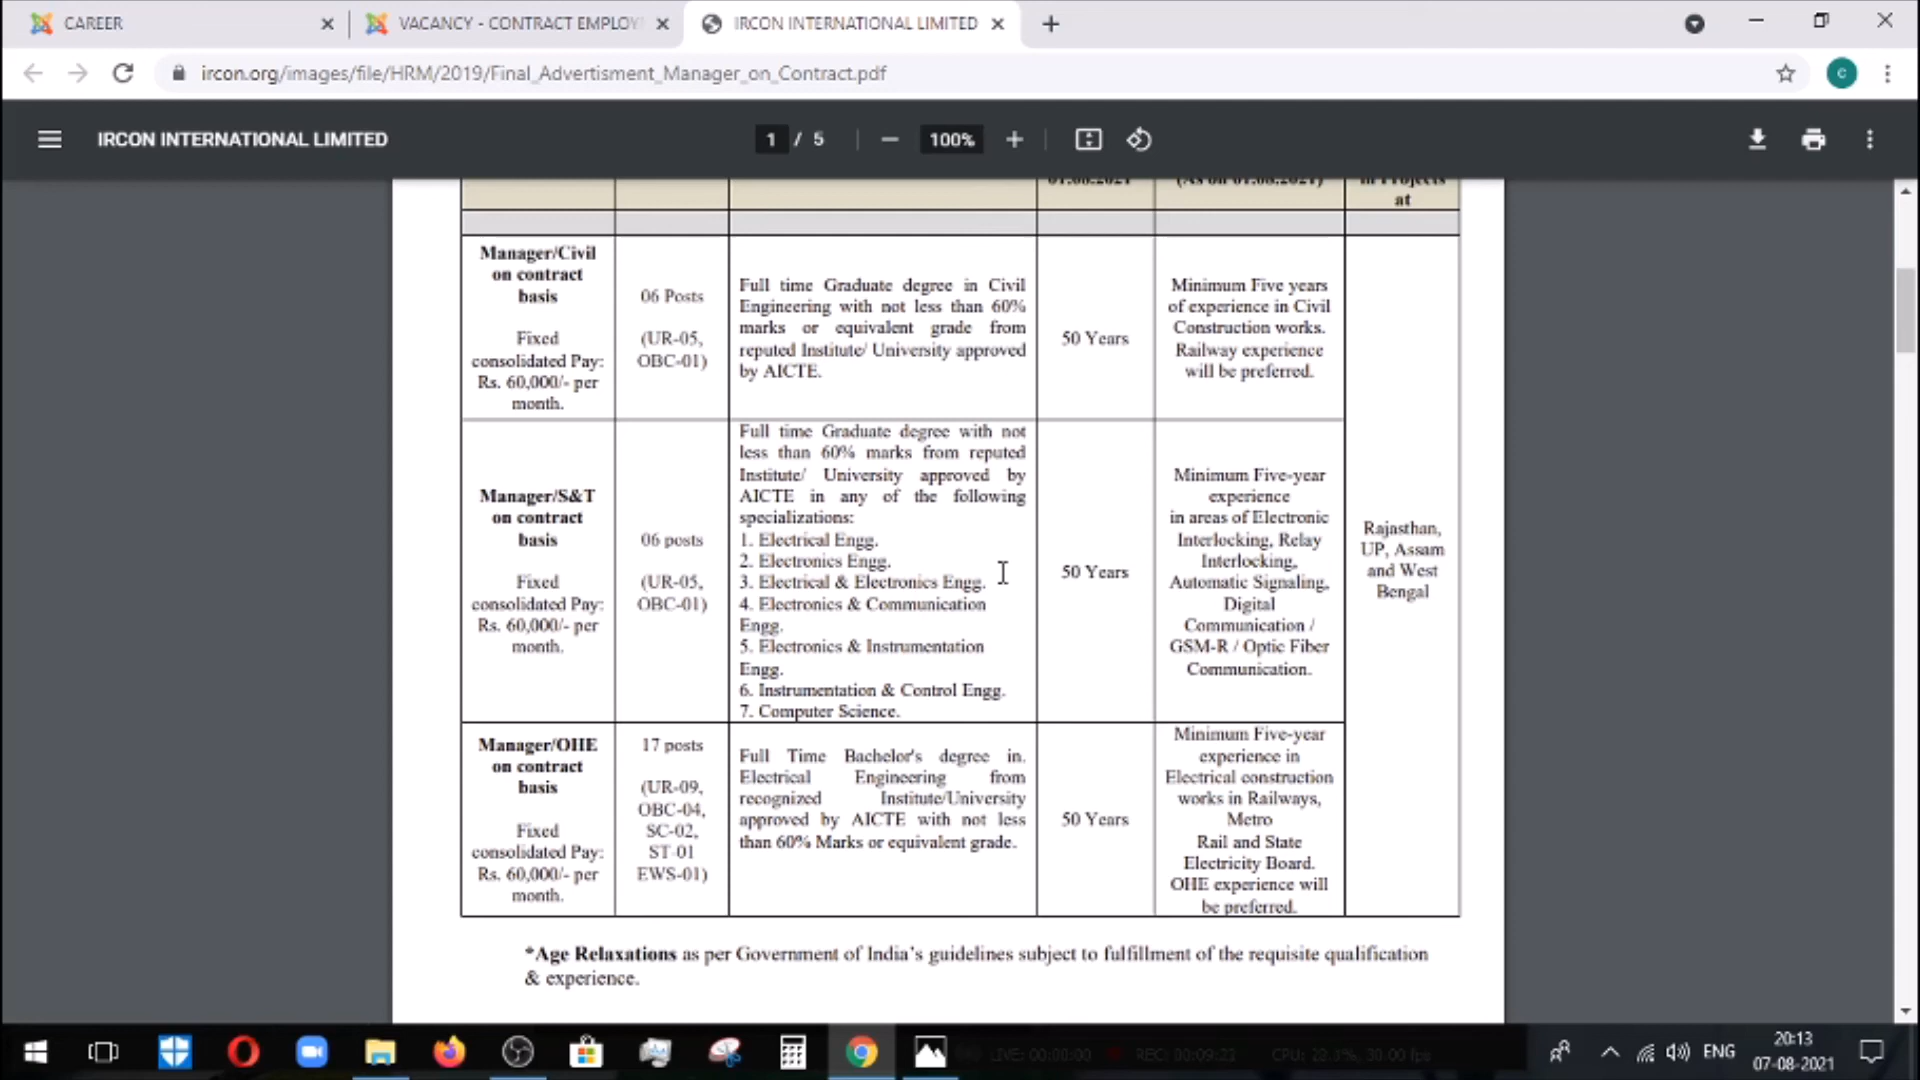 CAREER
VACANCY - CONTRACT EMPLOY
IRCON INTERNATIONAL LIMITED
ircon.org/images/file/HRM/2019/Final_Advertisment_Manager_on_Contract.pdf
C
IRCON INTERNATIONAL LIMITED
1 / 5
100%
01.08.2021
(As on 01.08.2021)
in Projects
at
Manager/Civil
on contract
basis
Fixed
consolidated Pay:
Rs. 60,000/- per
month.
06 Posts
(UR-05,
OBC-01)
Full time Graduate degree in Civil
Engineering with not less than 60%
marks or equivalent grade from
reputed Institute/ University approved
by AICTE.
50 Years
Minimum Five years
of experience in Civil
Construction works.
Railway experience
will be preferred.
Manager/S&T
on contract
basis
Fixed
consolidated Pay:
Rs. 60,000/- per
month.
06 posts
(UR-05,
OBC-01)
Full time Graduate degree with not
less than 60% marks from reputed
Institute/ University approved by
AICTE in any of the following
specializations:
1. Electrical Engg.
2. Electronics Engg.
3. Electrical & Electronics Engg.
4. Electronics & Communication
Engg.
5. Electronics & Instrumentation
Engg.
6. Instrumentation & Control Engg.
7. Computer Science.
50 Years
Minimum Five-year
experience
in areas of Electronic
Interlocking, Relay
Interlocking,
Automatic Signaling,
Digital
Communication /
GSM-R / Optic Fiber
Communication.
Rajasthan,
UP, Assam
and West
Bengal
Manager/OHE
on contract
basis
Fixed
consolidated Pay:
Rs. 60,000/- per
month.
17 posts
(UR-09,
OBC-04,
SC-02,
ST-01
EWS-01)
Full Time Bachelor's degree in.
Electrical Engineering from
recognized Institute/University
approved by AICTE with not less
than 60% Marks or equivalent grade.
50 Years
Minimum Five-year
experience in
Electrical construction
works in Railways,
Metro
Rail and State
Electricity Board.
OHE experience will
be preferred.
*Age Relaxations as per Government of India's guidelines subject to fulfillment of the requisite qualification
& experience.
LIVE: 00:00:00
ENG
20:13
07-08-2021